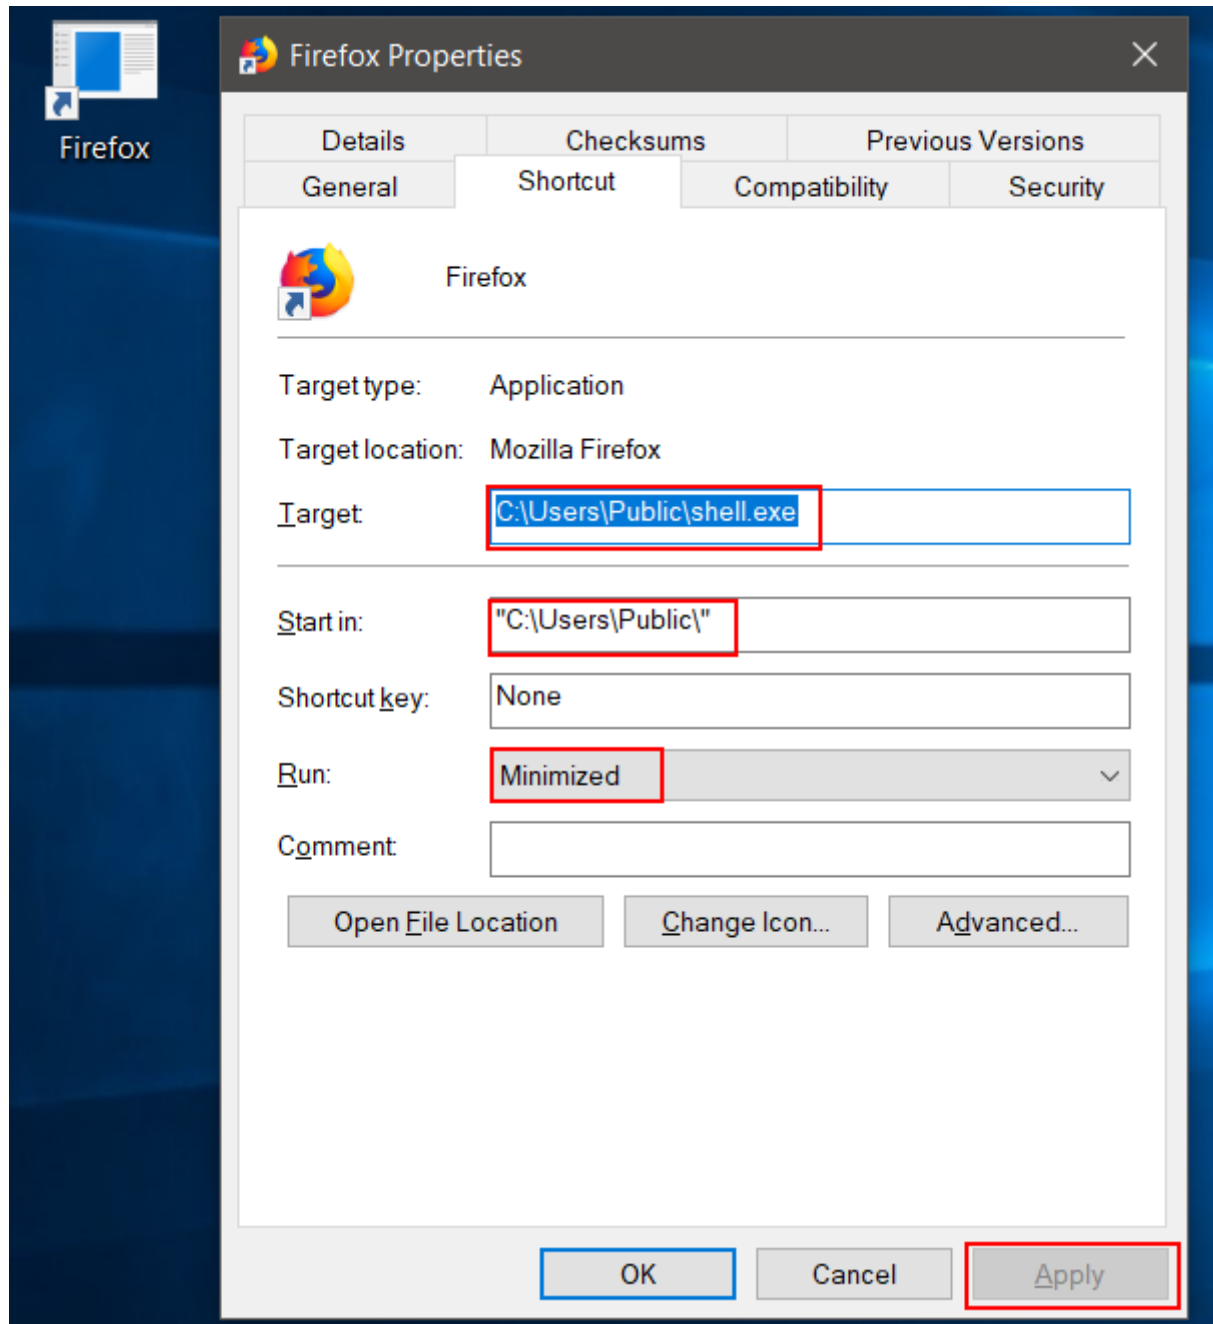 Firefox
Firefox Properties
Details Checksums Previous Versions
General Shortcut Compatibility Security
Firefox
Target type: Application
Target location: Mozilla Firefox
Target: C:\Users\Public\shell.exe
Start in: "C:\Users\Public\"
Shortcut key: None
Run: Minimized
Comment:
Open File Location Change Icon... Advanced...
OK Cancel Apply